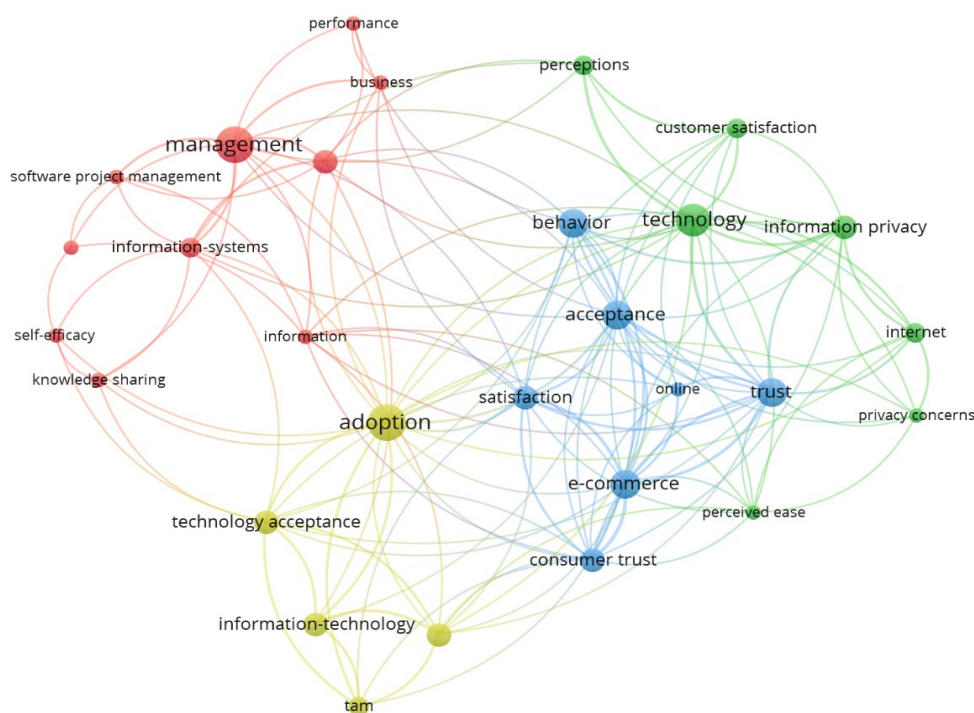 performance
business
perceptions
customer satisfaction
management
software project management
behavior
technology
information privacy
information-systems
acceptance
self-efficacy
information
internet
knowledge sharing
satisfaction
online
trust
privacy concerns
adoption
e-commerce
perceived ease
technology acceptance
consumer trust
information-technology
tam